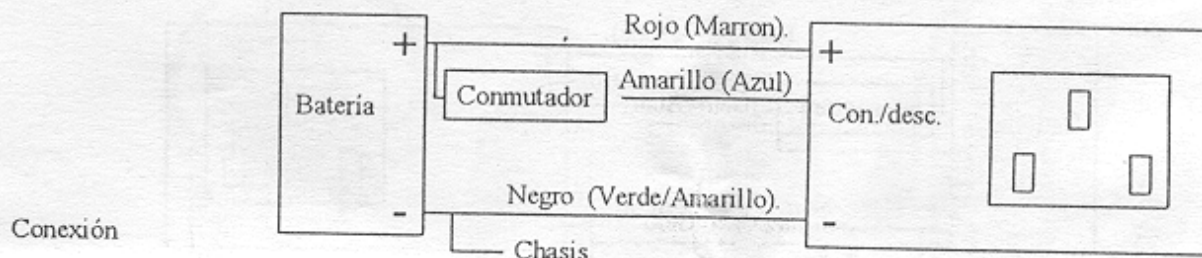 Rojo (Marron).
+
+
Amarillo (Azul)
Batería
Conmutador
Con./desc.
Negro (Verde/Amarillo).
-
-
Conexión
Chasis